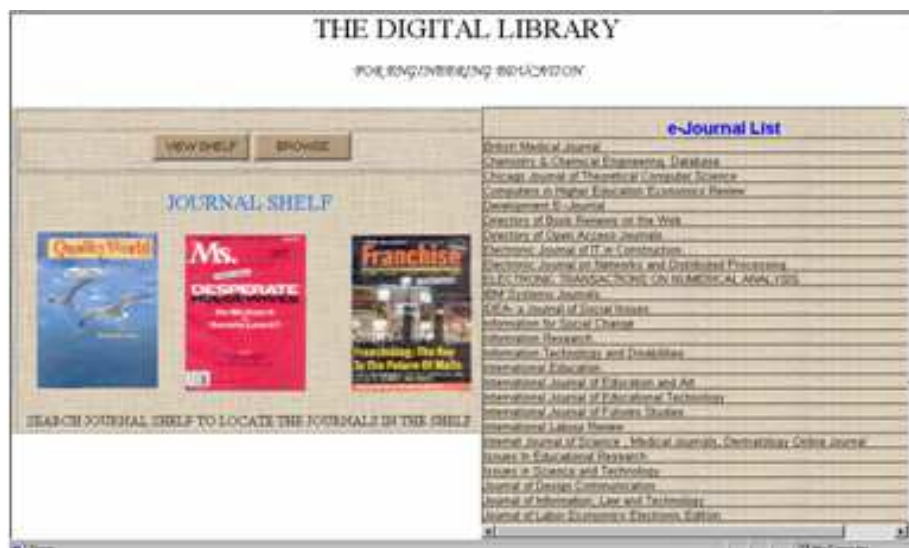 THE DIGITAL LIBRARY
FOR ENGINEERING EDUCATION
VIEW SHELF BROWSE
JOURNAL SHELF
QualityWorld
Ms.
DESPERATE
HOUSEWIVES
Franchise
Franchising: The Key
To The Future Of Malls
SEARCH JOURNAL SHELF TO LOCATE THE JOURNALS IN THE SHELF
e-Journal List
British Medical Journal
Chemistry & Chemical Engineering, Database
Chicago Journal of Theoretical Computer Science
Computers in Higher Education Economics Review
Development E-Journal
Directory of Book Reviews on the Web
Directory of Open Access Journals
Electronic Journal of IT in Construction
Electronic Journal on Networks and Distributed Processing
ELECTRONIC TRANSACTIONS ON NUMERICAL ANALYSIS
IBM Systems Journals
IDEA- a Journal of Social Issues
Information for Social Change
Information Research
Information Technology and Disabilities
International Education
International Journal of Education and Art
International Journal of Educational Technology
International Journal of Futures Studies
International Labour Review
Internet Journal of Science , Medical journals, Dermatology Online Journal
Issues In Educational Research
Issues in Science and Technology
Journal of Design Communication
Journal of Information, Law and Technology
Journal of Labor Economics Electronic Edition